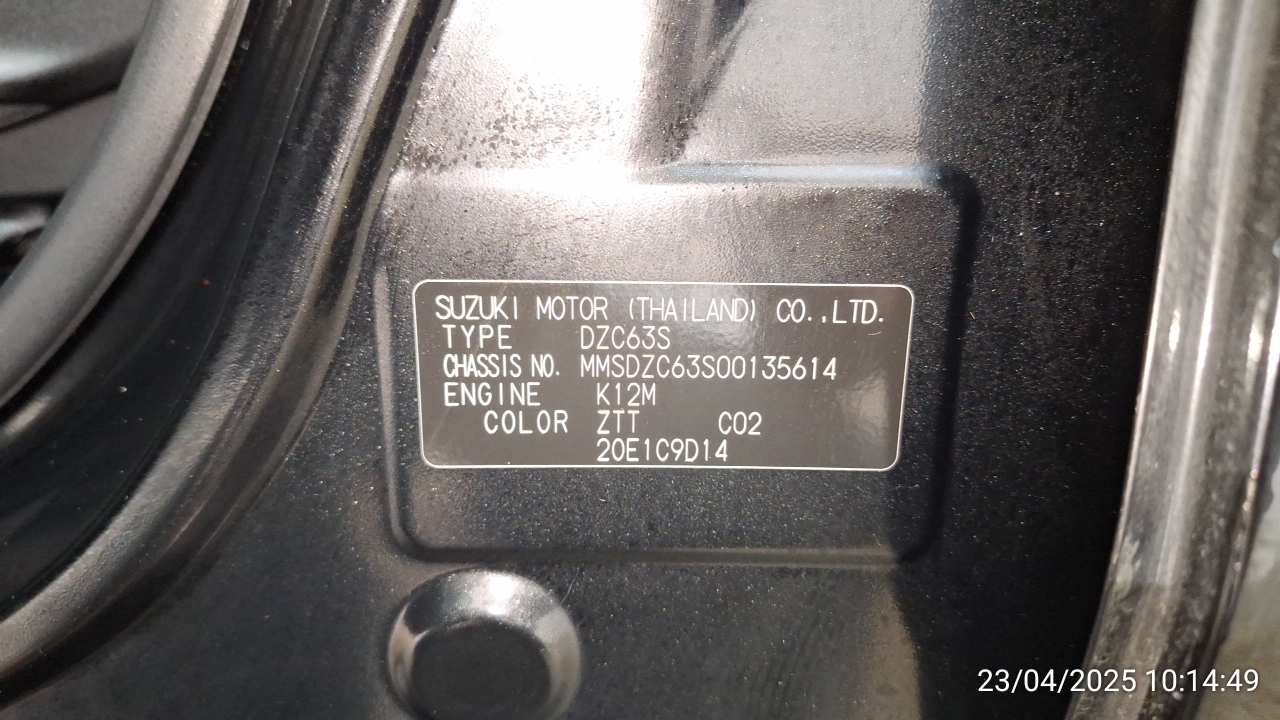 SUZUKI MOTOR (THAILAND) CO.,LTD.
TYPE DZC63S
CHASSIS NO. MMSDZC63S00135614
ENGINE K12M
COLOR ZTT C02
20E1C9D14
23/04/2025 10:14:49